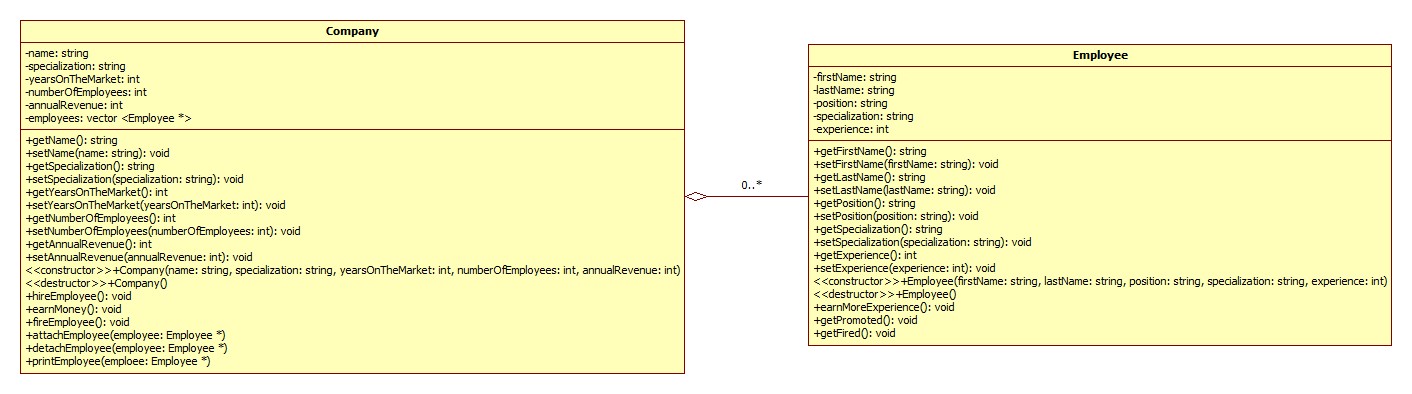 Company
-name: string
-specialization: string
-yearsOnTheMarket: int
-numberOfEmployees: int
-annualRevenue: int
-employees: vector <Employee *>
+getName(): string
+setName(name: string): void
+getSpecialization(): string
+setSpecialization(specialization: string): void
+getYearsOnTheMarket(): int
+setYearsOnTheMarket(yearsOnTheMarket: int): void
+getNumberOfEmployees(): int
+setNumberOfEmployees(numberOfEmployees: int): void
+getAnnualRevenue(): int
+setAnnualRevenue(annualRevenue: int): void
<<constructor>>+Company(name: string, specialization: string, yearsOnTheMarket: int, numberOfEmployees: int, annualRevenue: int)
<<destructor>>+Company()
+hireEmployee(): void
+earnMoney(): void
+fireEmployee(): void
+attachEmployee(employee: Employee *)
+detachEmployee(employee: Employee *)
+printEmployee(emploee: Employee *)
0..*
Employee
-firstName: string
-lastName: string
-position: string
-specialization: string
-experience: int
+getFirstName(): string
+setFirstName(firstName: string): void
+getLastName(): string
+setLastName(lastName: string): void
+getPosition(): string
+setPosition(position: string): void
+getSpecialization(): string
+setSpecialization(specialization: string): void
+getExperience(): int
+setExperience(experience: int): void
<<constructor>>+Employee(firstName: string, lastName: string, position: string, specialization: string, experience: int)
<<destructor>>+Employee()
+earnMoreExperience(): void
+getPromoted(): void
+getFired(): void